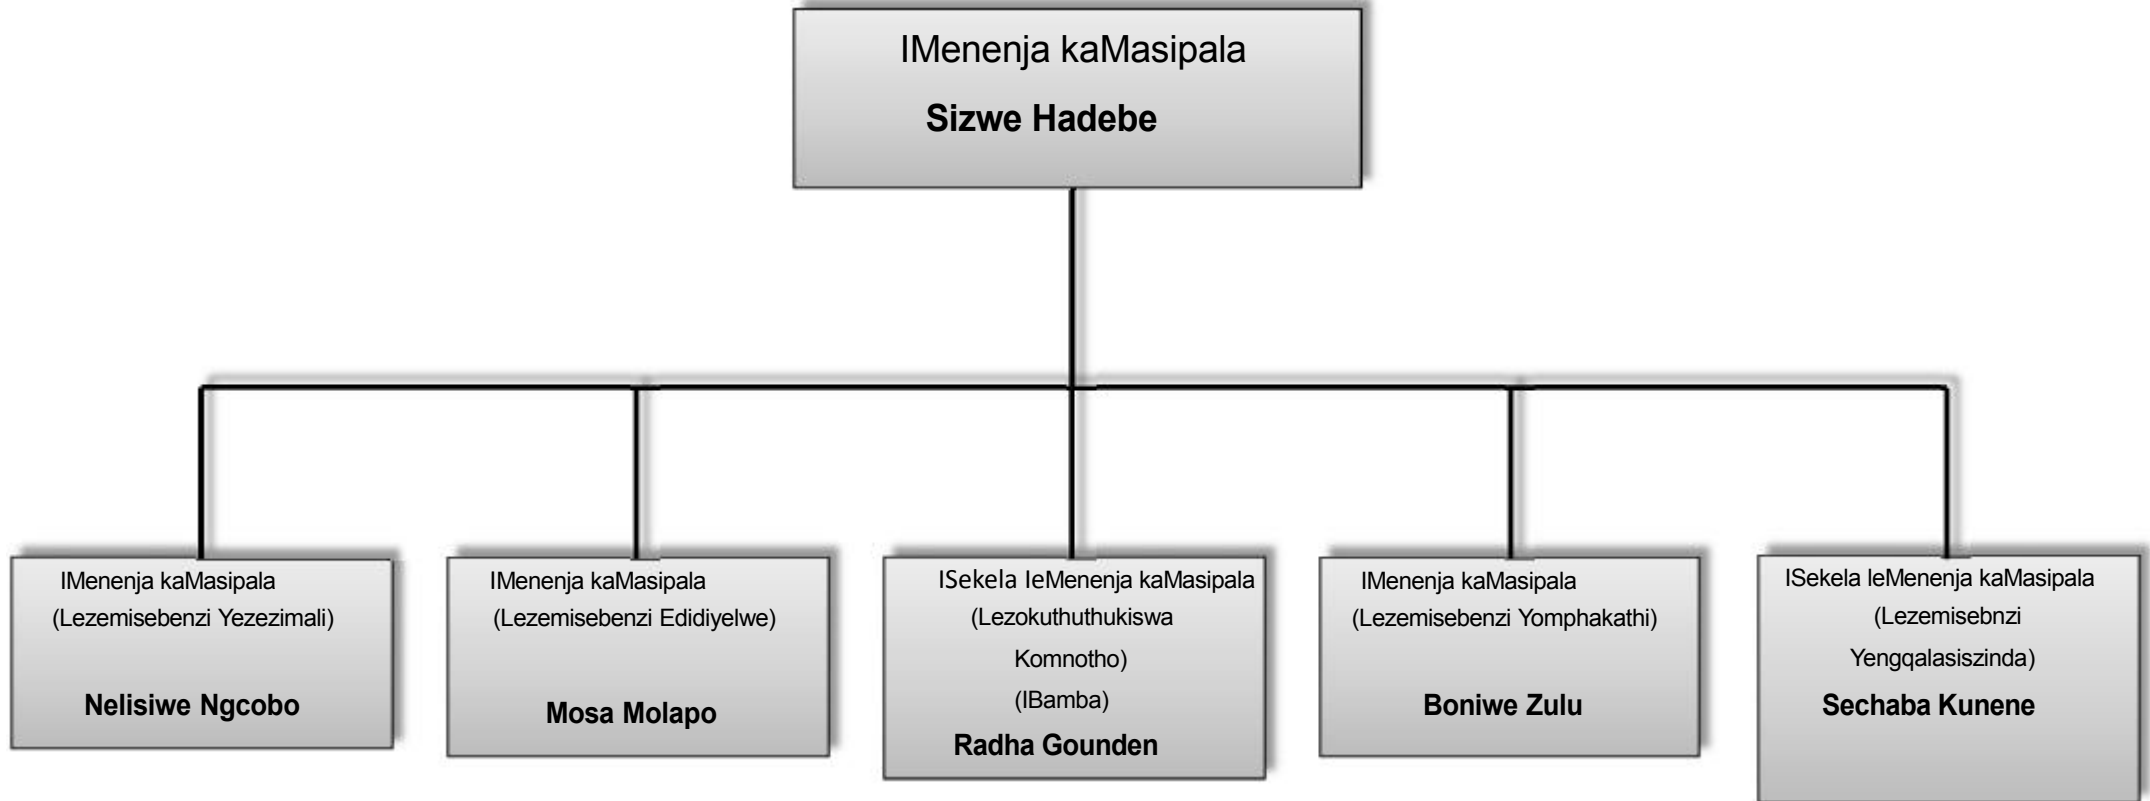 IMenenja kaMasipala
Sizwe Hadebe
IMenenja kaMasipala
(Lezemisebenzi Yezezimali)
Nelisiwe Ngcobo
IMenenja kaMasipala
(Lezemisebenzi Edidiyelwe)
Mosa Molapo
ISekela leMenenja kaMasipala
(Lezokuthuthukiswa
Komnotho)
(IBamba)
Radha Gounden
IMenenja kaMasipala
(Lezemisebenzi Yomphakathi)
Boniwe Zulu
ISekela leMenenja kaMasipala
(Lezemisebnzi
Yengqalasiszinda)
Sechaba Kunene